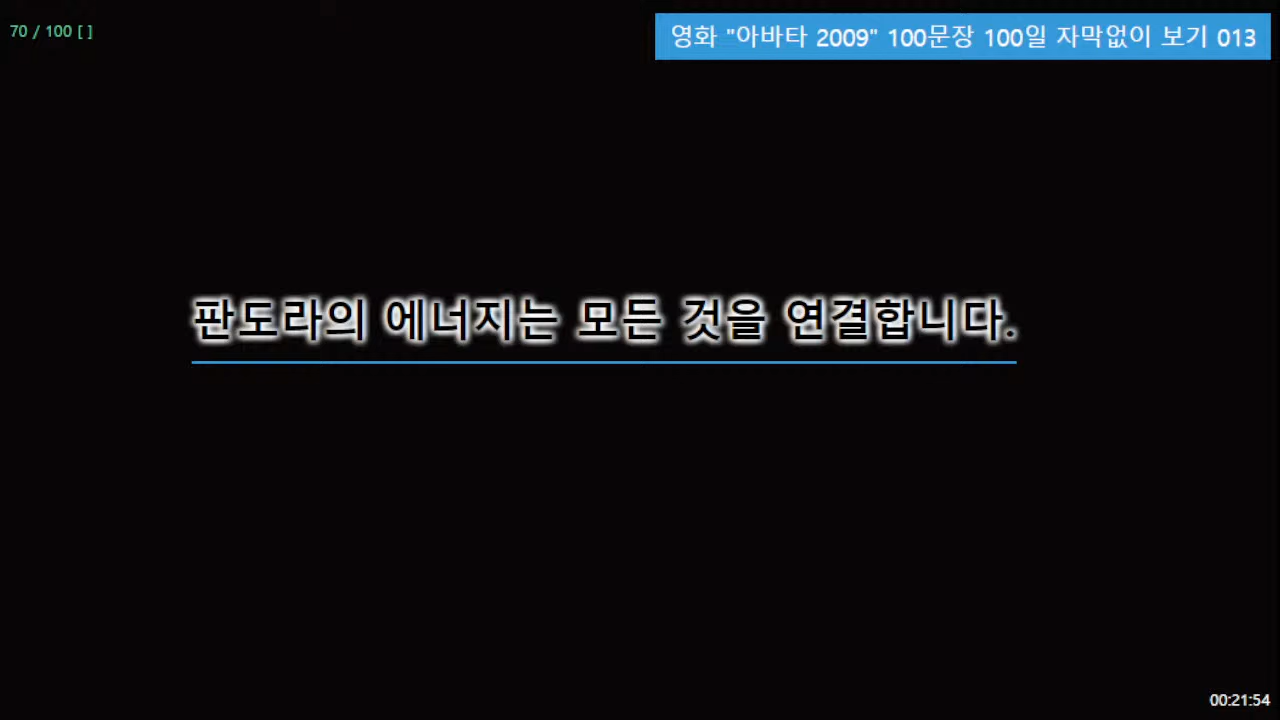 70 / 100 [ ]
영화 "아바타 2009" 100문장 100일 자막없이 보기 013
판도라의 에너지는 모든 것을 연결합니다.
00:21:54